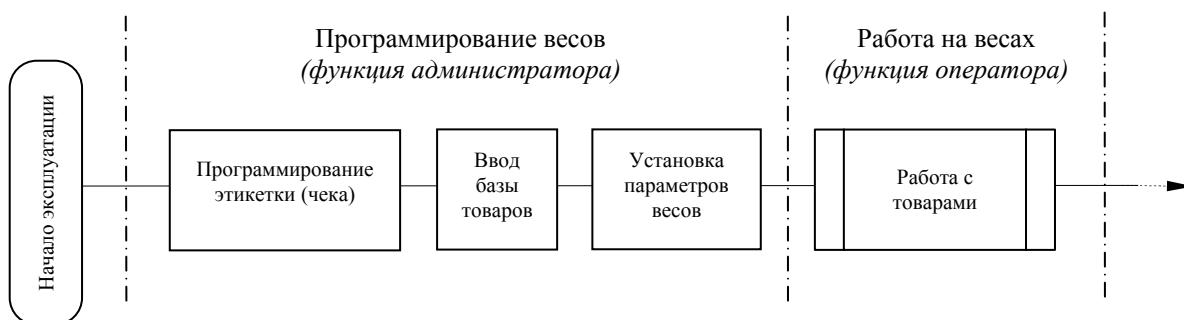 Начало эксплуатации
Программирование весов
(функция администратора)
Программирование
этикетки (чека)
Ввод
базы
товаров
Установка
параметров
весов
Работа на весах
(функция оператора)
Работа с
товарами